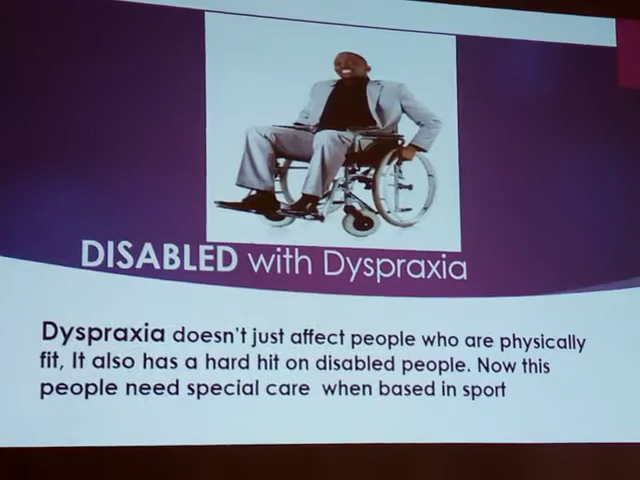 DISABLED with Dyspraxia
Dyspraxia doesn't just affect people who are physically
fit, It also has a hard hit on disabled people. Now this
people need special care when based in sport